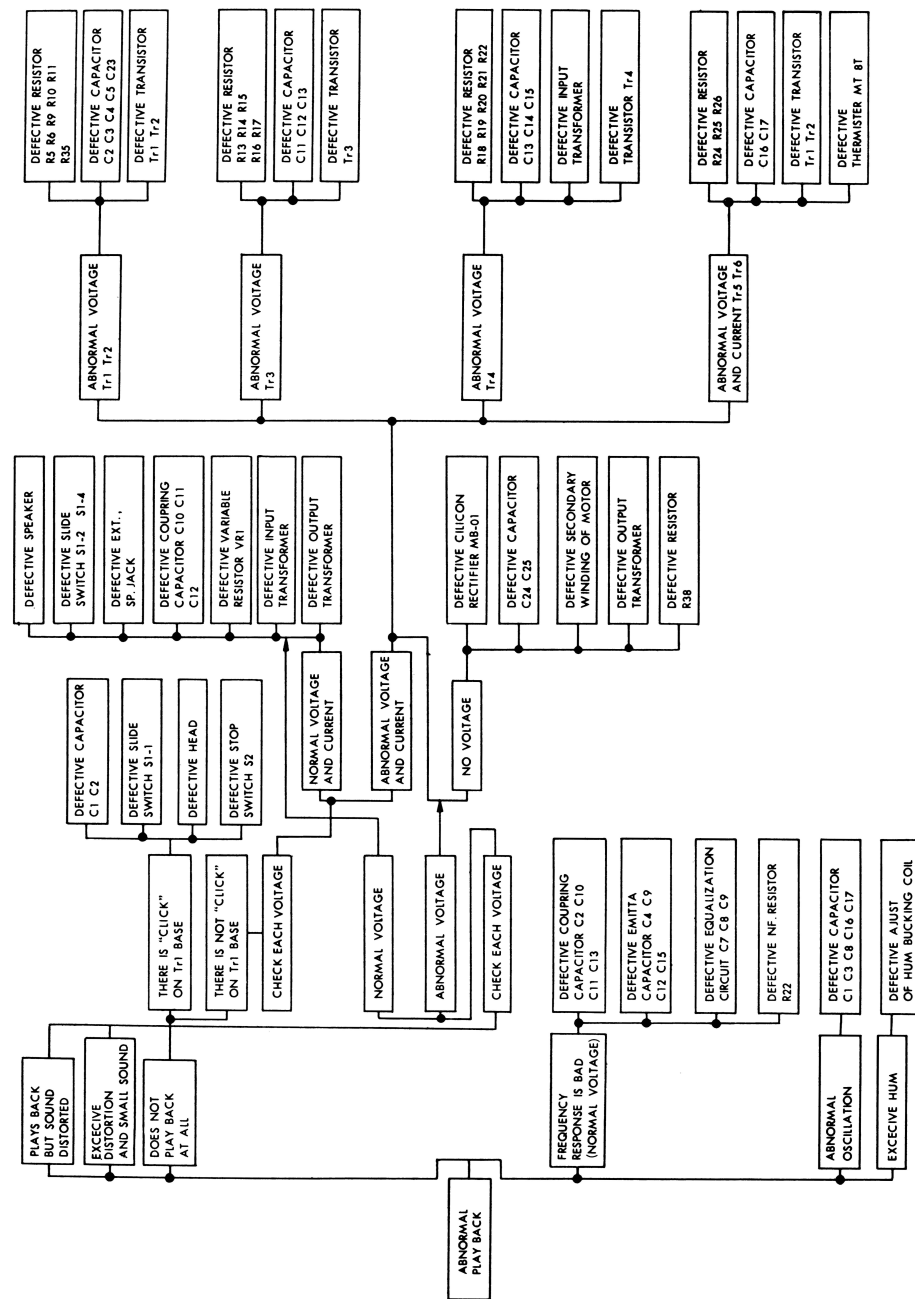 ABNORMAL
PLAY BACK
PLAYS BACK
BUT SOUND
DISTORTED
EXCECIVE
DISTORTION
AND SMALL SOUND
DOES NOT
PLAY BACK
AT ALL
FREQUENCY
RESPONSE IS BAD
(NORMAL VOLTAGE)
ABNORMAL
OSCILLATION
EXCECIVE HUM
THERE IS "CLICK"
ON Tr1 BASE
THERE IS NOT "CLICK"
ON Tr1 BASE
CHECK EACH VOLTAGE
NORMAL VOLTAGE
ABNORMAL VOLTAGE
CHECK EACH VOLTAGE
DEFECTIVE COUPRING
CAPACITOR C2 C10
C11 C13
DEFECTIVE EMITTA
CAPACITOR C4 C9
C12 C15
DEFECTIVE EQUALIZATION
CIRCUIT C7 C8 C9
DEFECTIVE NF. RESISTOR
R22
DEFECTIVE CAPACITOR
C1 C3 C8 C16 C17
DEFECTIVE AJUST
OF HUM BUCKING COIL
DEFECTIVE CAPACITOR
C1 C2
DEFECTIVE SLIDE
SWITCH S1-1
DEFECTIVE HEAD
DEFECTIVE STOP
SWITCH S2
NORMAL VOLTAGE
AND CURRENT
ABNORMAL VOLTAGE
AND CURRENT
NO VOLTAGE
DEFECTIVE SPEAKER
DEFECTIVE SLIDE
SWITCH S1-2 S1-4
DEFECTIVE EXT.,
SP. JACK
DEFECTIVE COUPRING
CAPACITOR C10 C11
C12
DEFECTIVE VARIABLE
RESISTOR VR1
DEFECTIVE INPUT
TRANSFORMER
DEFECTIVE OUTPUT
TRANSFORMER
DEFECTIVE CILICON
RECTIFIER MB-01
DEFECTIVE CAPACITOR
C24 C25
DEFECTIVE SECONDARY
WINDING OF MOTOR
DEFECTIVE OUTPUT
TRANSFORMER
DEFECTIVE RESISTOR
R38
ABNORMAL VOLTAGE
Tr1 Tr2
ABNORMAL VOLTAGE
Tr3
ABNORMAL VOLTAGE
Tr4
ABNORMAL VOLTAGE
AND CURRENT Tr5 Tr6
DEFECTIVE RESISTOR
R5 R6 R9 R10 R11
R35
DEFECTIVE CAPACITOR
C2 C3 C4 C5 C23
DEFECTIVE TRANSISTOR
Tr1 Tr2
DEFECTIVE RESISTOR
R13 R14 R15
R16 R17
DEFECTIVE CAPACITOR
C11 C12 C13
DEFECTIVE TRANSISTOR
Tr3
DEFECTIVE RESISTOR
R18 R19 R20 R21 R22
DEFECTIVE CAPACITOR
C13 C14 C15
DEFECTIVE INPUT
TRANSFORMER
DEFECTIVE
TRANSISTOR Tr4
DEFECTIVE RESISTOR
R24 R25 R26
DEFECTIVE CAPACITOR
C16 C17
DEFECTIVE TRANSISTOR
Tr1 Tr2
DEFECTIVE
THERMISTER MT 8T